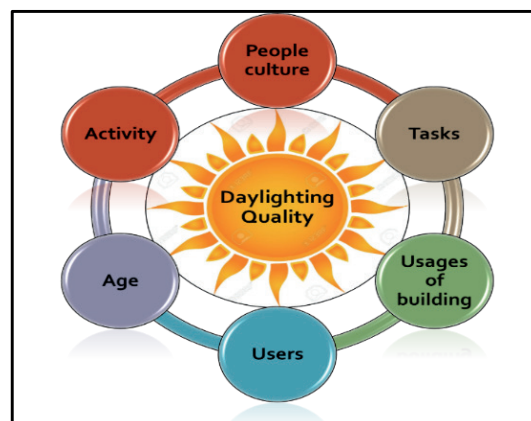 People
culture
Activity
Tasks
Daylighting
Quality
Age
Usages
of
building
Users